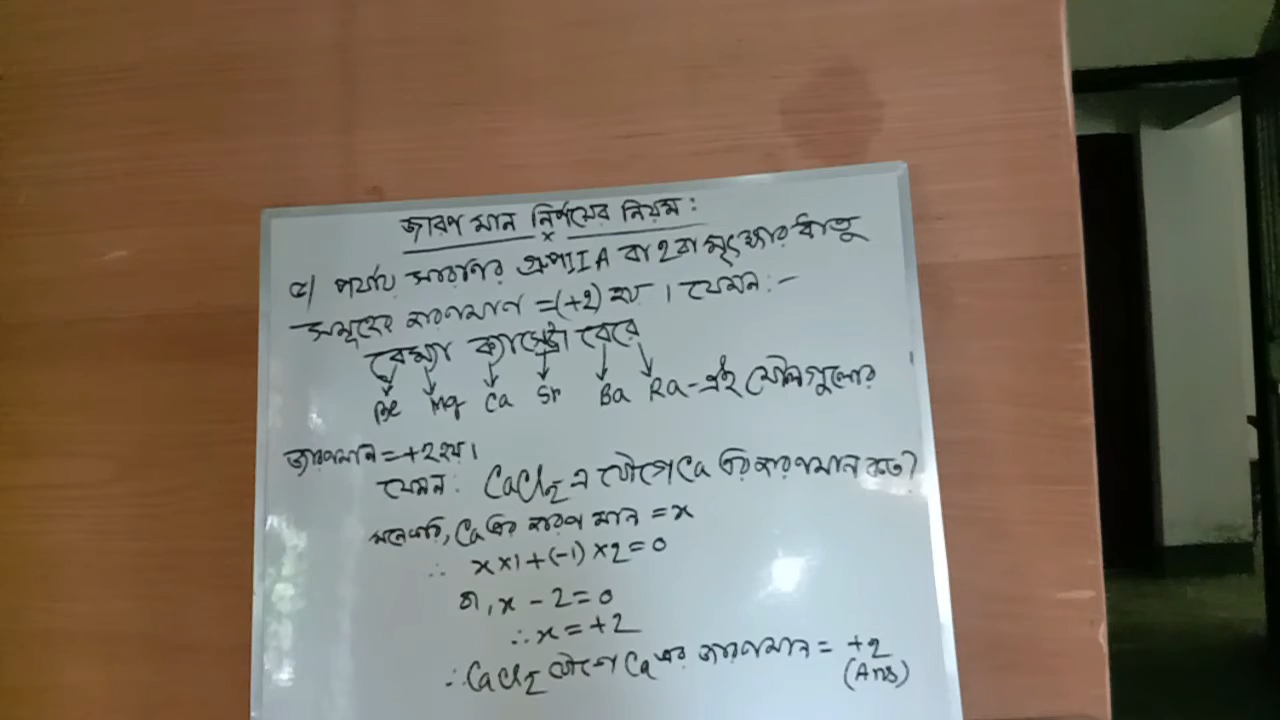 জারণ মান নির্ণয়ের নিয়ম:
৫) পর্যায় সারণির গ্রুপ IIA বা ২ বা মৃৎক্ষার ধাতু
সমূহের জারণমান =(+2) হয়। যেমন:-
বেম্যা ক্যাস্ট্রো বেরে
Be Mg Ca Sr Ba Ra-এই মৌলগুলোর
জারণমান=+2 হয়।
যেমন: CaCl2 এ যৌগে Ca এর জারণমান কত?
মনেকরি, Ca এর জারণ মান = x
∴ x×1+(-1)×2=0
বা, x - 2=0
∴ x = +2
∴ CaCl2 যৌগে Ca এর জারণমান = +2
(Ans)